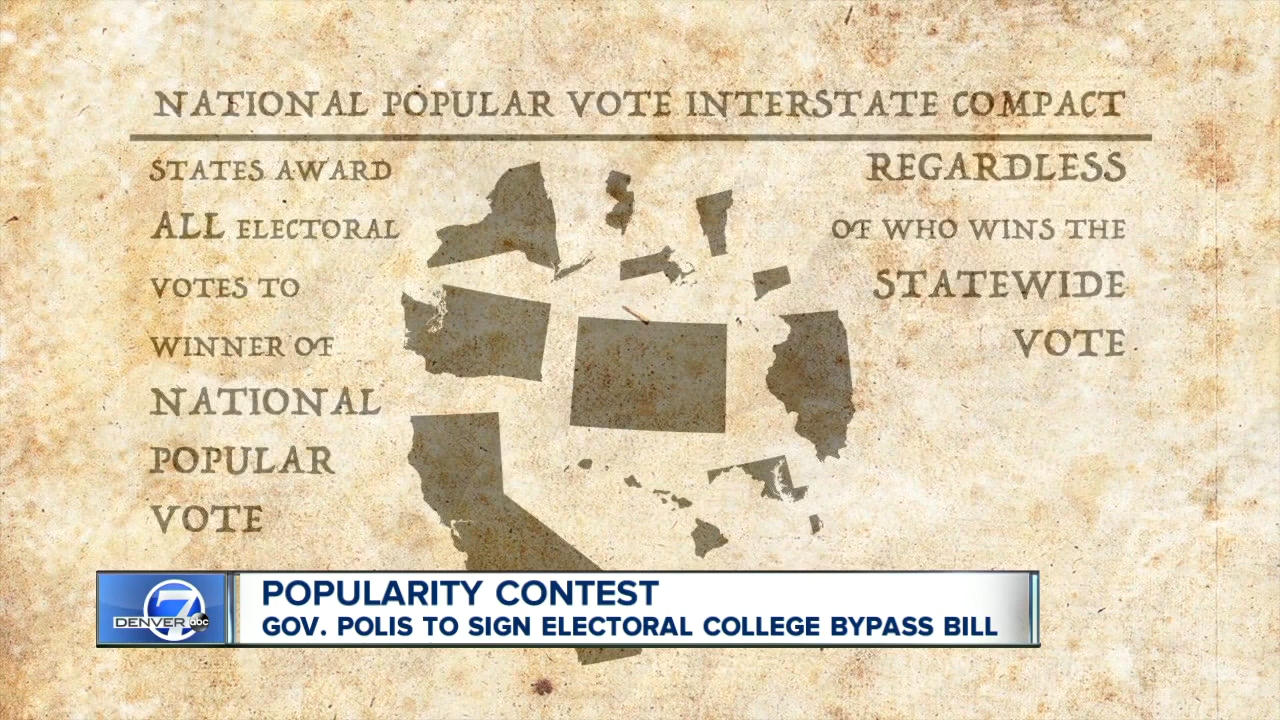 NATIONAL POPULAR VOTE INTERSTATE COMPACT
STATES AWARD
ALL ELECTORAL
VOTES TO
WINNER OF
NATIONAL
POPULAR
VOTE
REGARDLESS
OF WHO WINS THE
STATEWIDE
VOTE
DENVER 7 abc
POPULARITY CONTEST
GOV. POLIS TO SIGN ELECTORAL COLLEGE BYPASS BILL